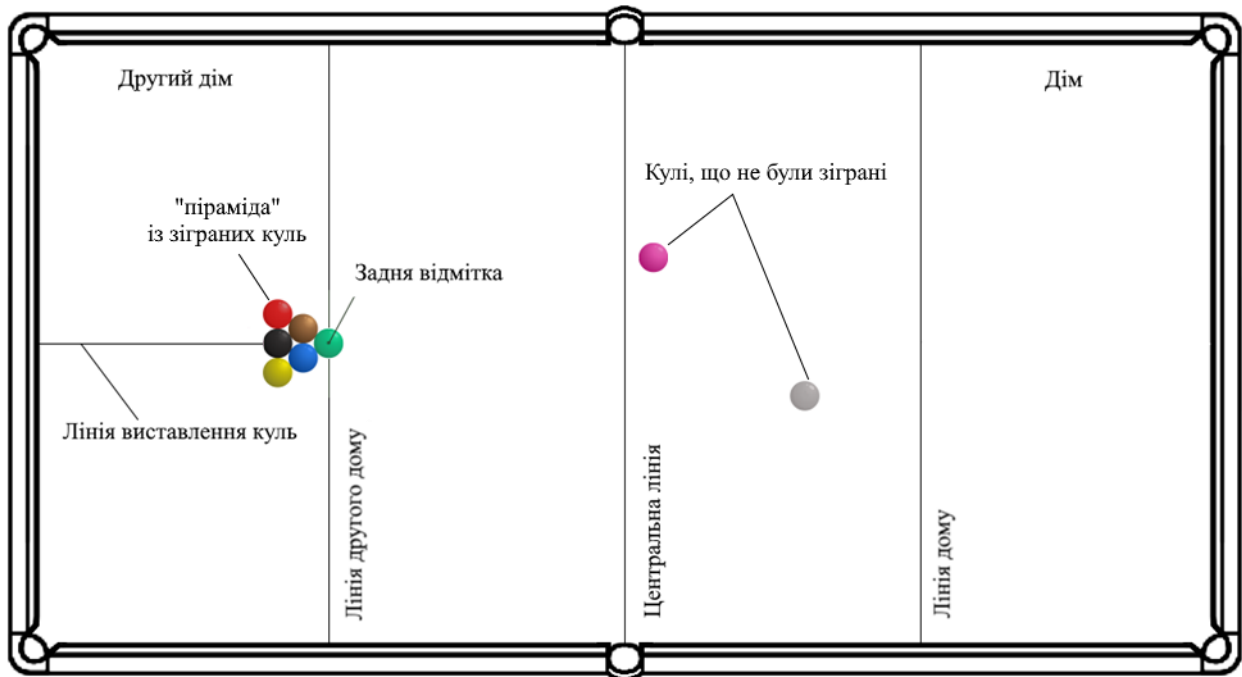 Другий дім
Дім
Кулі, що не були зіграні
"піраміда"
із зіграних куль
Задня відмітка
Лінія виставлення куль
Лінія другого дому
Центральна лінія
Лінія дому